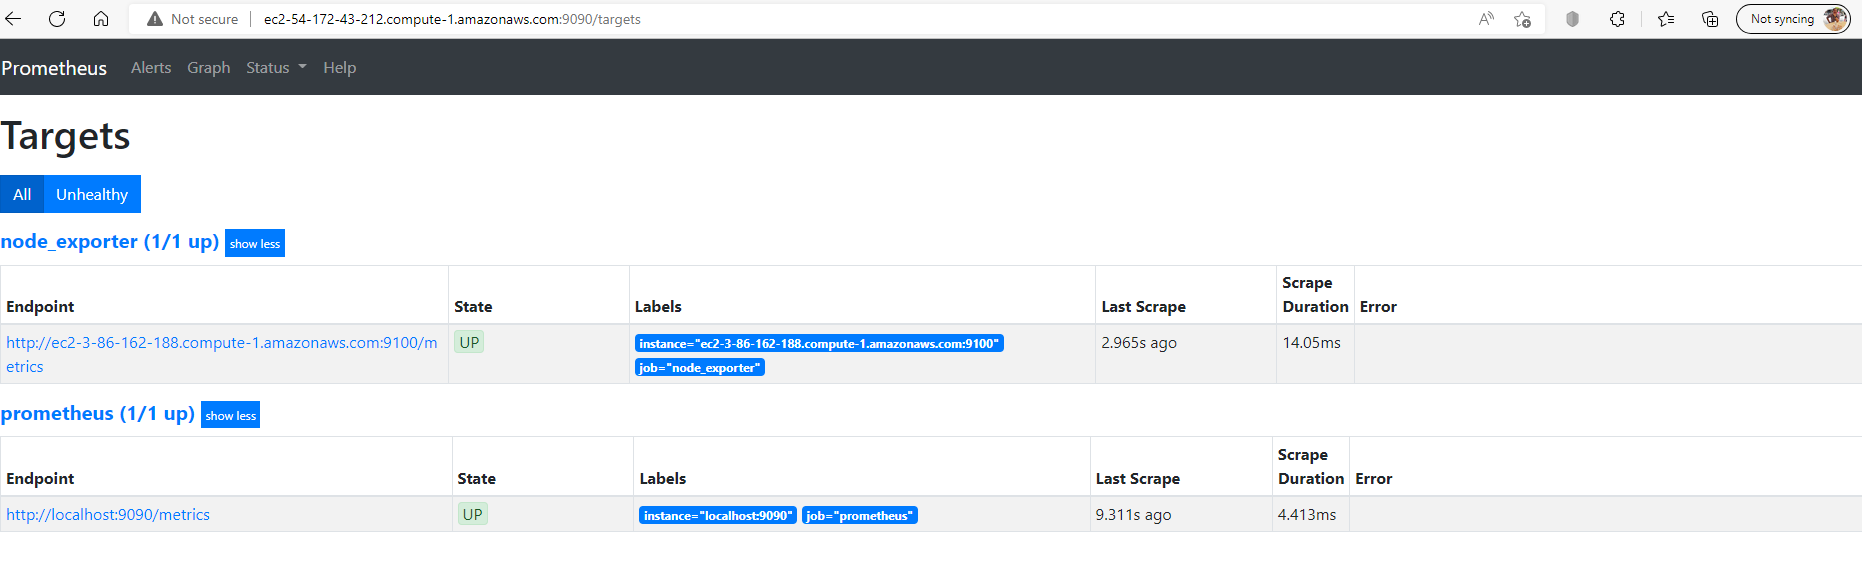 Not secure | ec2-54-172-43-212.compute-1.amazonaws.com:9090/targets
Not syncing
Prometheus Alerts Graph Status Help
Targets
All Unhealthy
node_exporter (1/1 up) show less
Endpoint State Labels Last Scrape Scrape Duration Error
http://ec2-3-86-162-188.compute-1.amazonaws.com:9100/m
etrics
UP
instance="ec2-3-86-162-188.compute-1.amazonaws.com:9100"
job="node_exporter"
2.965s ago
14.05ms
prometheus (1/1 up) show less
Endpoint State Labels Last Scrape Scrape Duration Error
http://localhost:9090/metrics UP instance="localhost:9090" job="prometheus" 9.311s ago 4.413ms